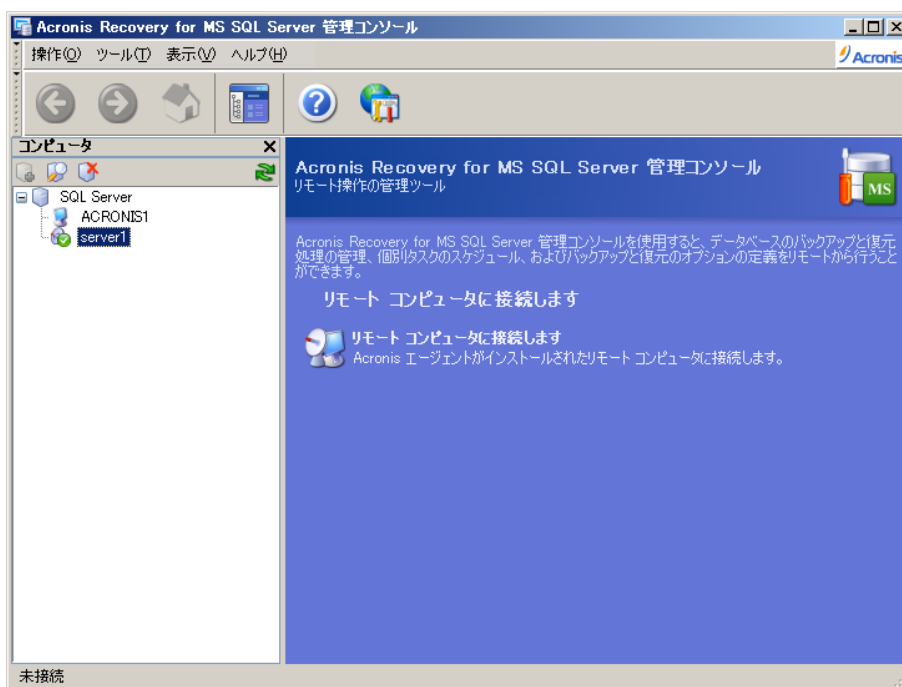 Acronis Recovery for MS SQL Server 管理コンソール
操作(O) ツール(T) 表示(V) ヘルプ(H)
Acronis
コンピュータ
SQL Server
ACRONIS1
server1
Acronis Recovery for MS SQL Server 管理コンソール
リモート操作の管理ツール
MS
Acronis Recovery for MS SQL Server 管理コンソールを使用すると、データベースのバックアップと復元
処理の管理、個別タスクのスケジュール、およびバックアップと復元のオプションの定義をリモートから行うこと
ができます。
リモート コンピュータに接続します
リモート コンピュータに接続します
Acronis エージェントがインストールされたリモート コンピュータに接続します。
未接続